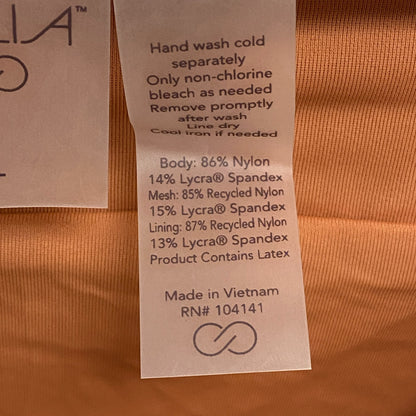 LIA™
Hand wash cold
separately
Only non-chlorine
bleach as needed
Remove promptly
after wash
Line dry
Cool iron if needed
Body: 86% Nylon
14% Lycra® Spandex
Mesh: 85% Recycled Nylon
15% Lycra® Spandex
Lining: 87% Recycled Nylon
13% Lycra® Spandex
Product Contains Latex
Made in Vietnam
RN# 104141